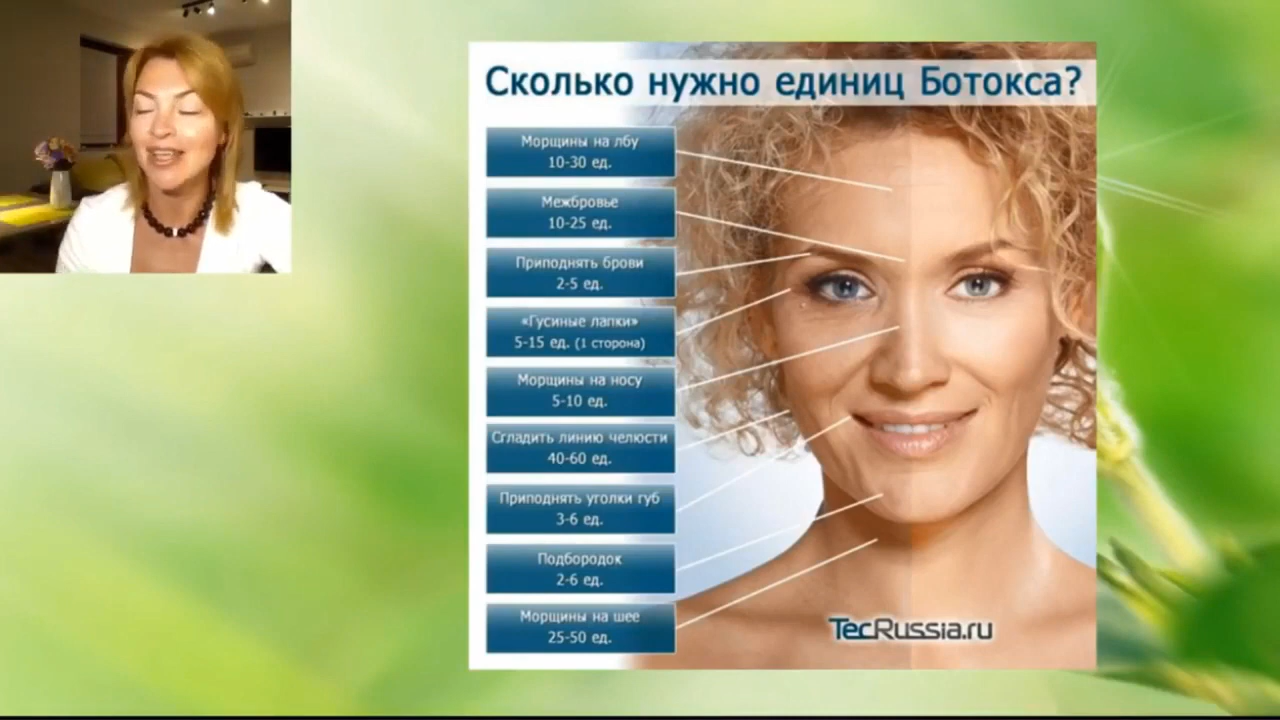 Сколько нужно единиц Ботокса?
Морщины на лбу
10-30 ед.
Межбровье
10-25 ед.
Приподнять брови
2-5 ед.
«Гусиные лапки»
5-15 ед. (1 сторона)
Морщины на носу
5-10 ед.
Сгладить линию челюсти
40-60 ед.
Приподнять уголки губ
3-6 ед.
Подбородок
2-6 ед.
Морщины на шее
25-50 ед.
TecRussia.ru